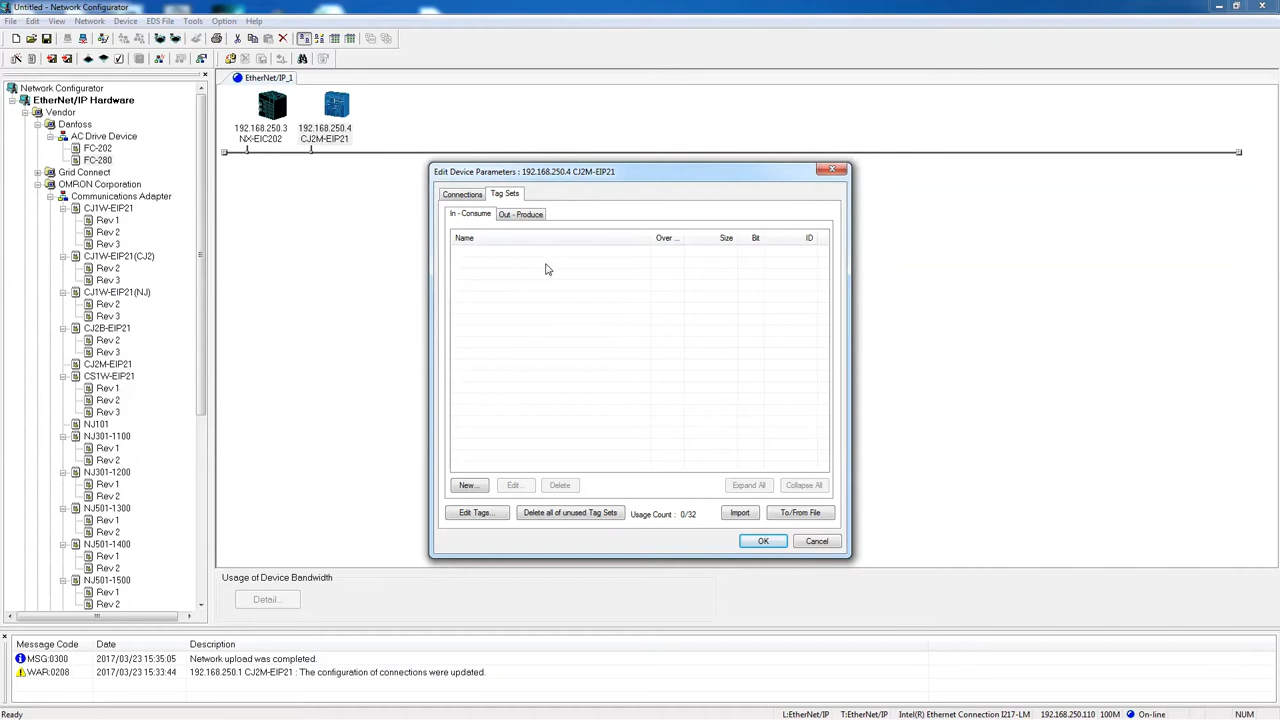 Untitled - Network Configurator
File Edit View Network Device EDS File Tools Option Help
Network Configurator
EtherNet/IP Hardware
Vendor
Danfoss
AC Drive Device
FC-202
FC-280
Grid Connect
OMRON Corporation
Communications Adapter
CJ1W-EIP21
Rev 1
Rev 2
Rev 3
CJ1W-EIP21(CJ2)
Rev 2
Rev 3
CJ1W-EIP21(NJ)
Rev 2
Rev 3
CJ2B-EIP21
Rev 2
Rev 3
CJ2M-EIP21
CS1W-EIP21
Rev 1
Rev 2
Rev 3
NJ101
NJ301-1100
Rev 1
Rev 2
NJ301-1200
Rev 1
Rev 2
NJ501-1300
Rev 1
Rev 2
NJ501-1400
Rev 1
Rev 2
NJ501-1500
Rev 1
Rev 2
EtherNet/IP_1
192.168.250.3 192.168.250.4
NX-EIC202 CJ2M-EIP21
Edit Device Parameters : 192.168.250.4 CJ2M-EIP21
Connections Tag Sets
In - Consume Out - Produce
Name Over ... Size Bit ID
New... Edit... Delete Expand All Collapse All
Edit Tags... Delete all of unused Tag Sets Usage Count : 0/32 Import To/From File
OK Cancel
Usage of Device Bandwidth
Detail...
Message Code Date Description
MSG:0300 2017/03/23 15:35:05 Network upload was completed.
WAR:0208 2017/03/23 15:33:44 192.168.250.1 CJ2M-EIP21 : The configuration of connections were updated.
Ready L:EtherNet/IP T:EtherNet/IP Intel(R) Ethernet Connection I217-LM 192.168.250.110 100M On-line NUM